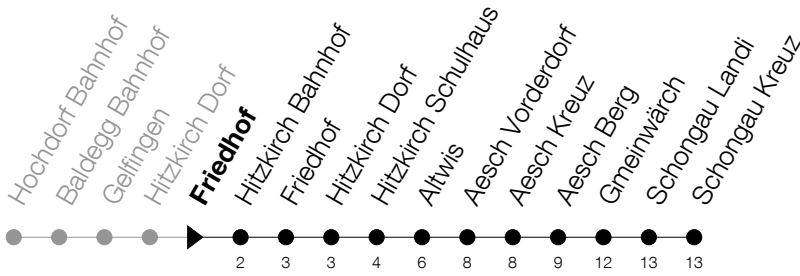 Hochdorf Bahnhof
Baldegg Bahnhof
Gelfingen
Hitzkirch Dorf
Friedhof
Hitzkirch Bahnhof
Friedhof
Hitzkirch Dorf
Hitzkirch Schulhaus
Altwis
Aesch Vorderdorf
Aesch Kreuz
Aesch Berg
Gmeinwärch
Schongau Landi
Schongau Kreuz
2 3 3 4 6 8 8 9 12 13 13